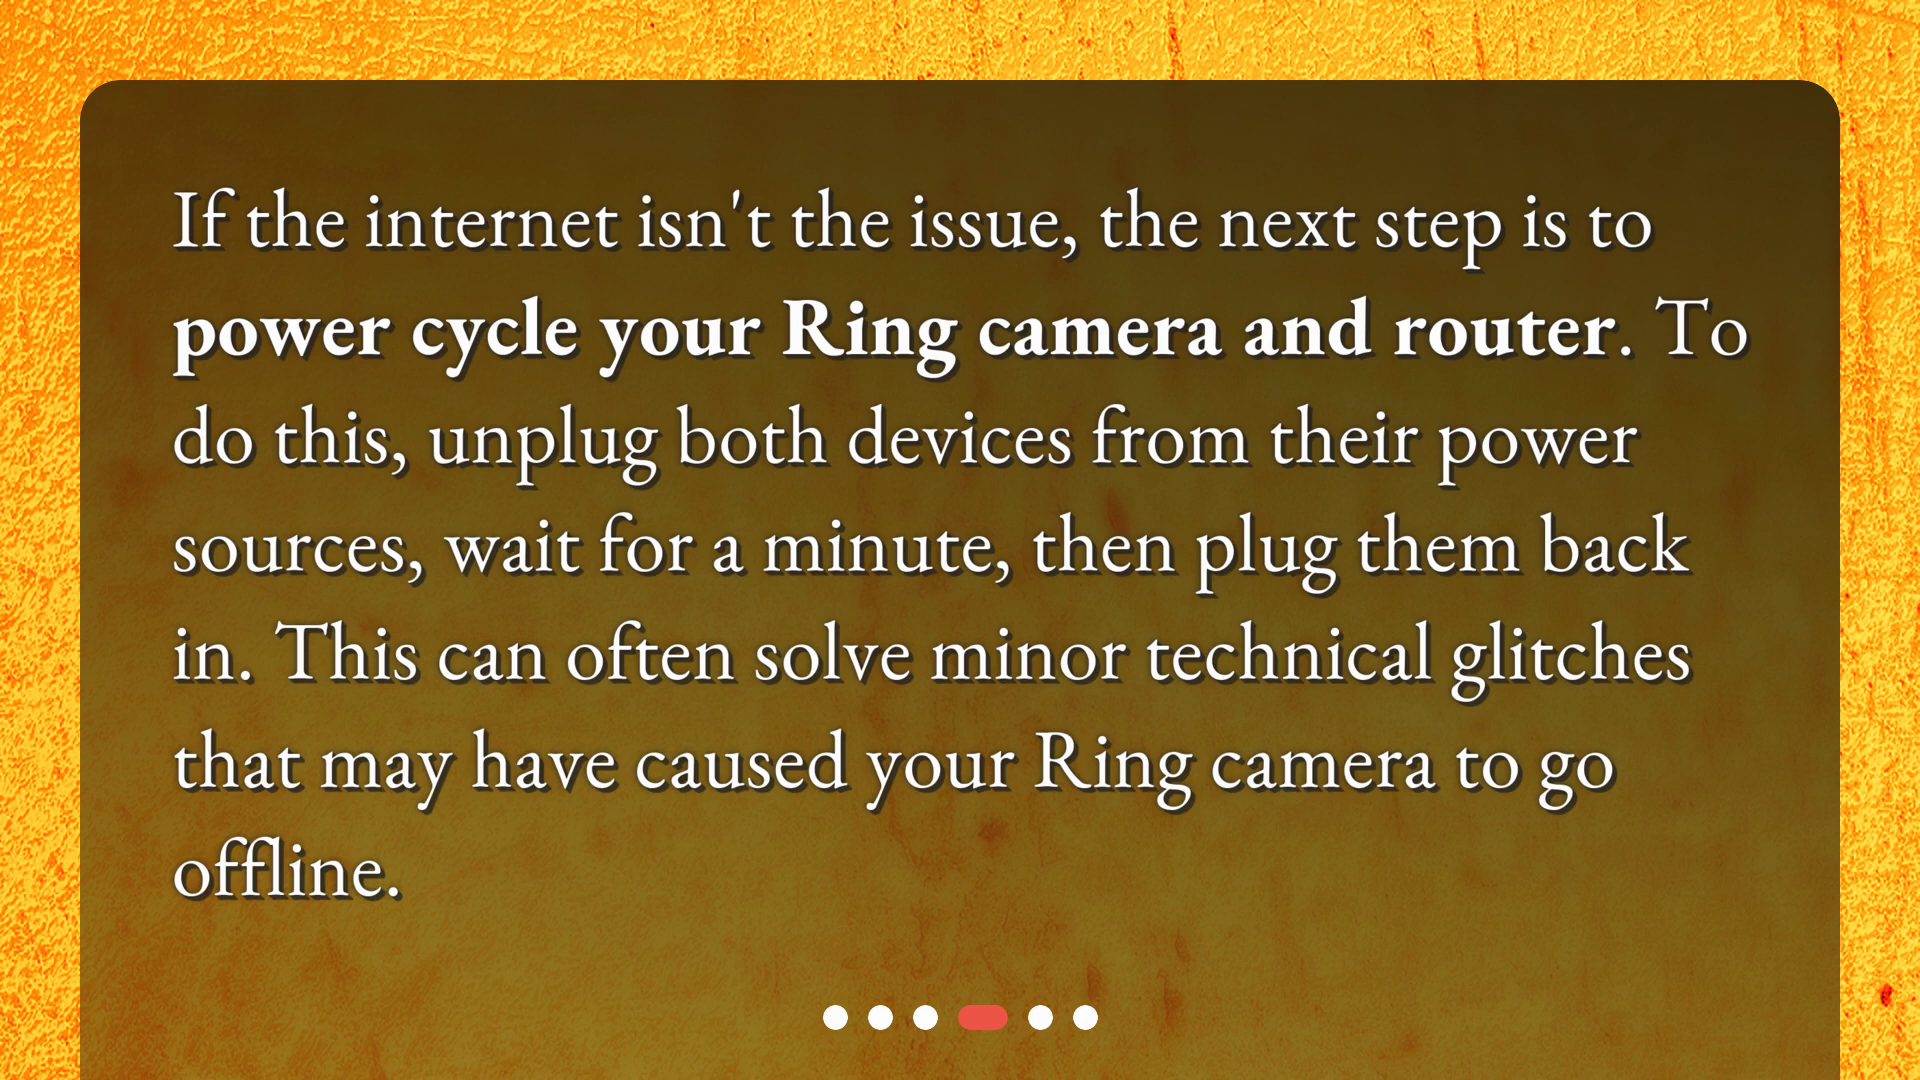 If the internet isn't the issue, the next step is to
power cycle your Ring camera and router. To
do this, unplug both devices from their power
sources, wait for a minute, then plug them back
in. This can often solve minor technical glitches
that may have caused your Ring camera to go
offline.